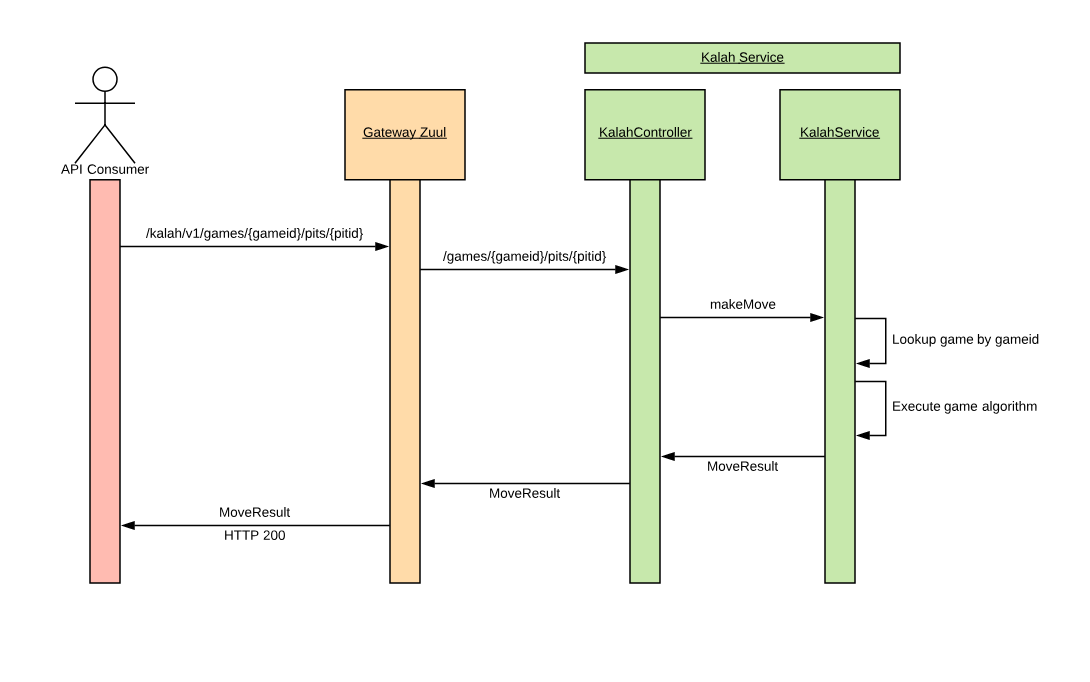 Kalah Service
Gateway Zuul
KalahController
KalahService
API Consumer
/kalah/v1/games/{gameid}/pits/{pitid}
/games/{gameid}/pits/{pitid}
makeMove
Lookup game by gameid
Execute game algorithm
MoveResult
MoveResult
MoveResult
HTTP 200